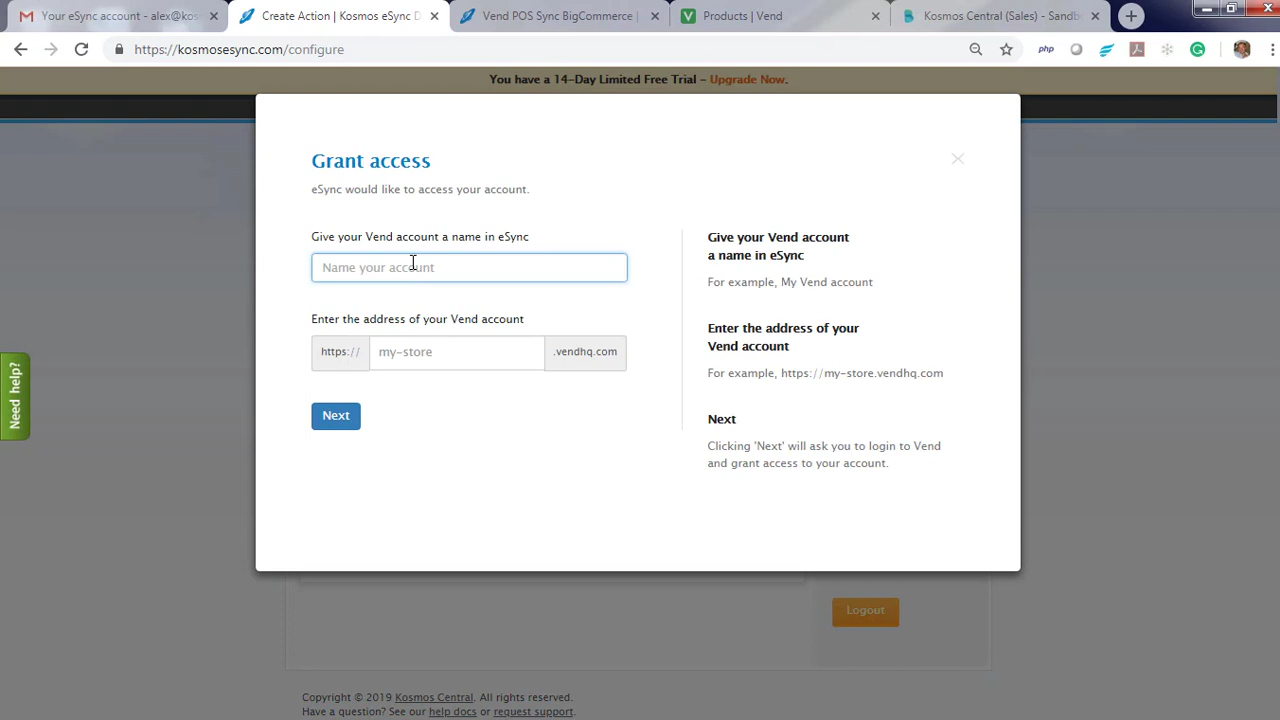 Your eSync account - alex@kosm
Create Action | Kosmos eSync D
Vend POS Sync BigCommerce |
Products | Vend
Kosmos Central (Sales) - Sandb
https://kosmosesync.com/configure
php
You have a 14-Day Limited Free Trial - Upgrade Now.
Grant access
eSync would like to access your account.
Give your Vend account a name in eSync
Name your account
Enter the address of your Vend account
https:// my-store .vendhq.com
Next
Give your Vend account
a name in eSync
For example, My Vend account
Enter the address of your
Vend account
For example, https://my-store.vendhq.com
Next
Clicking 'Next' will ask you to login to Vend
and grant access to your account.
Need help?
Logout
Copyright © 2019 Kosmos Central. All rights reserved.
Have a question? See our help docs or request support.